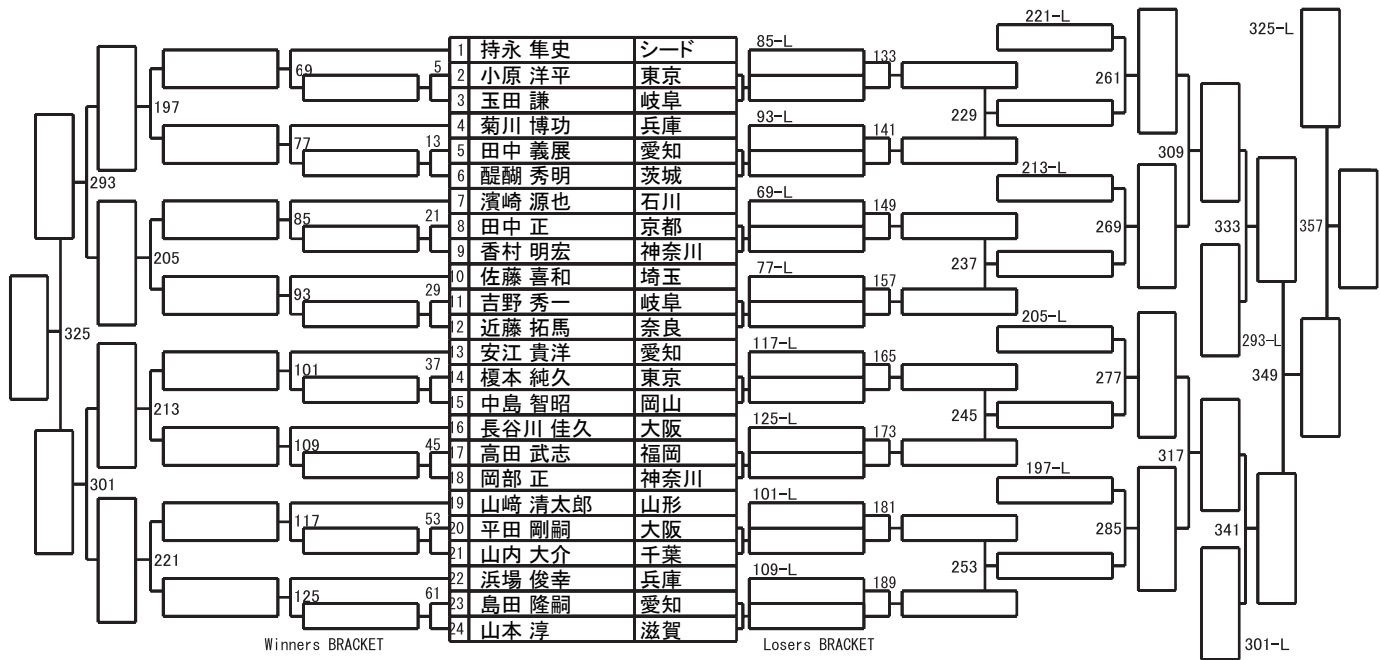 1 持永 隼史 シード
2 小原 洋平 東京
3 玉田 謙 岐阜
4 菊川 博功 兵庫
5 田中 義展 愛知
6 醍醐 秀明 茨城
7 濱崎 源也 石川
8 田中 正 京都
9 香村 明宏 神奈川
10 佐藤 喜和 埼玉
11 吉野 秀一 岐阜
12 近藤 拓馬 奈良
13 安江 貴洋 愛知
14 榎本 純久 東京
15 中島 智昭 岡山
16 長谷川 佳久 大阪
17 高田 武志 福岡
18 岡部 正 神奈川
19 山﨑 清太郎 山形
20 平田 剛嗣 大阪
21 山内 大介 千葉
22 浜場 俊幸 兵庫
23 島田 隆嗣 愛知
24 山本 淳 滋賀
5
13
21
29
37
45
53
61
69
77
85
93
101
109
117
125
197
205
213
221
293
301
325
Winners BRACKET
85-L
93-L
69-L
77-L
117-L
125-L
101-L
109-L
133
141
149
157
165
173
181
189
229
237
245
253
221-L
213-L
205-L
197-L
261
269
277
285
309
317
293-L
301-L
333
341
349
325-L
357
Losers BRACKET